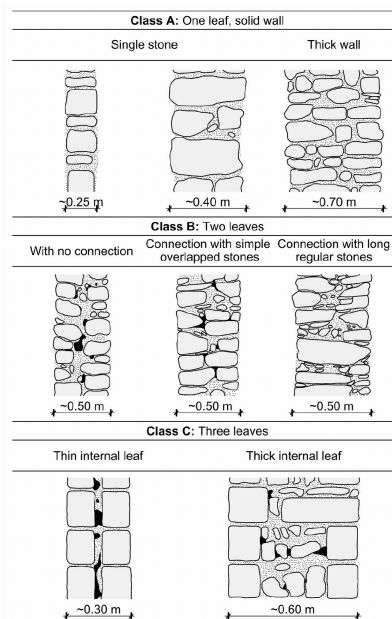 Class A: One leaf, solid wall
Single stone Thick wall
~0.25 m ~0.40 m ~0.70 m
Class B: Two leaves
With no connection
Connection with simple
overlapped stones
Connection with long
regular stones
~0.50 m ~0.50 m ~0.50 m
Class C: Three leaves
Thin internal leaf Thick internal leaf
~0.30 m ~0.60 m